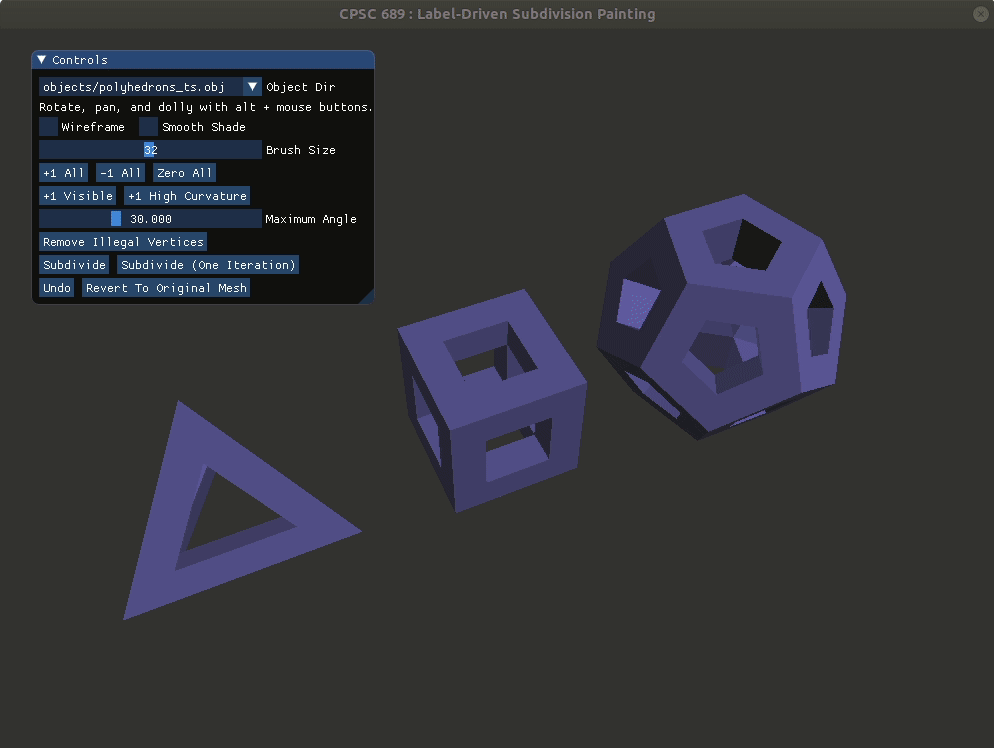 CPSC 689 : Label-Driven Subdivision Painting
Controls
objects/polyhedrons_ts.obj Object Dir
Rotate, pan, and dolly with alt + mouse buttons.
Wireframe Smooth Shade
32 Brush Size
+1 All -1 All Zero All
+1 Visible +1 High Curvature
30.000 Maximum Angle
Remove Illegal Vertices
Subdivide Subdivide (One Iteration)
Undo Revert To Original Mesh